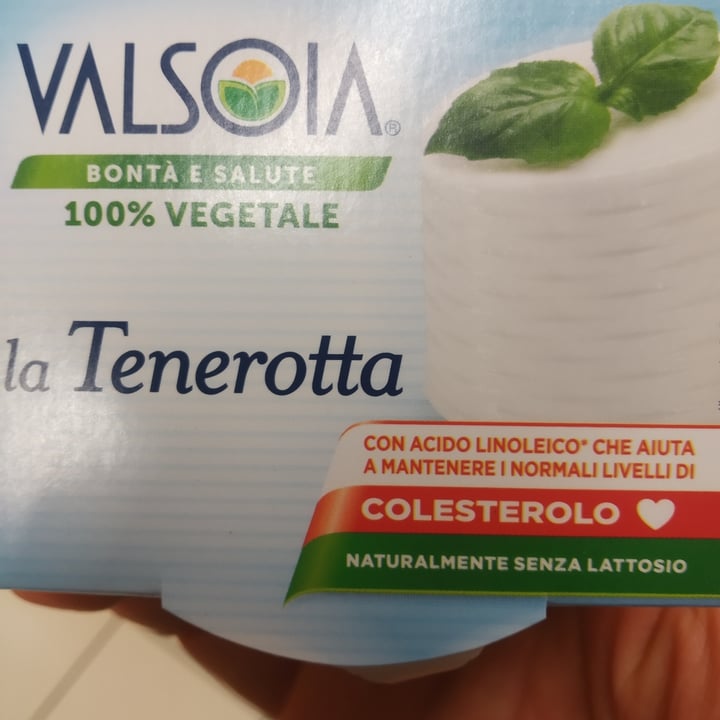 VALSOIA®
BONTÀ E SALUTE
100% VEGETALE
la Tenerotta
CON ACIDO LINOLEICO* CHE AIUTA
A MANTENERE I NORMALI LIVELLI DI
COLESTEROLO
NATURALMENTE SENZA LATTOSIO